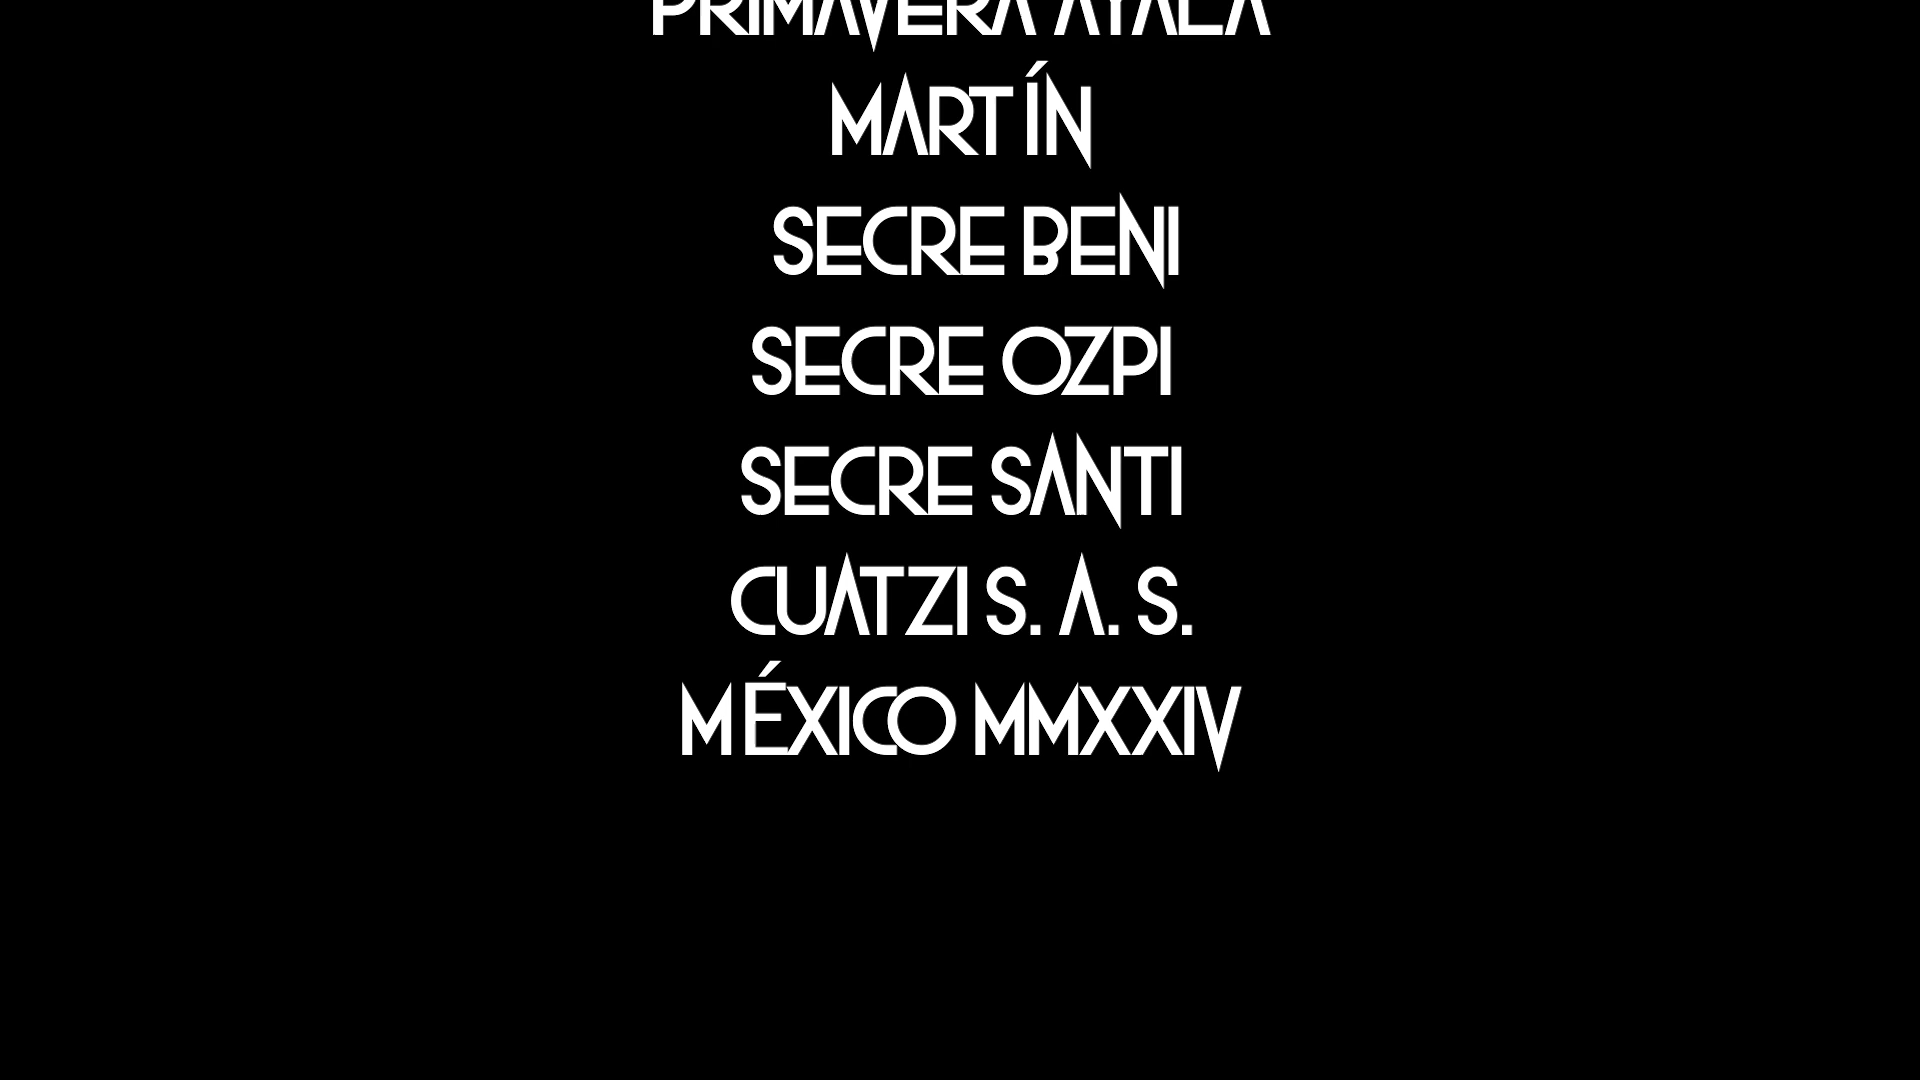 PRIMAVERA AYALA
MARTÍN
SECRE BENI
SECRE OZPI
SECRE SANTI
CUATZI S. A. S.
MÉXICO MMXXIV